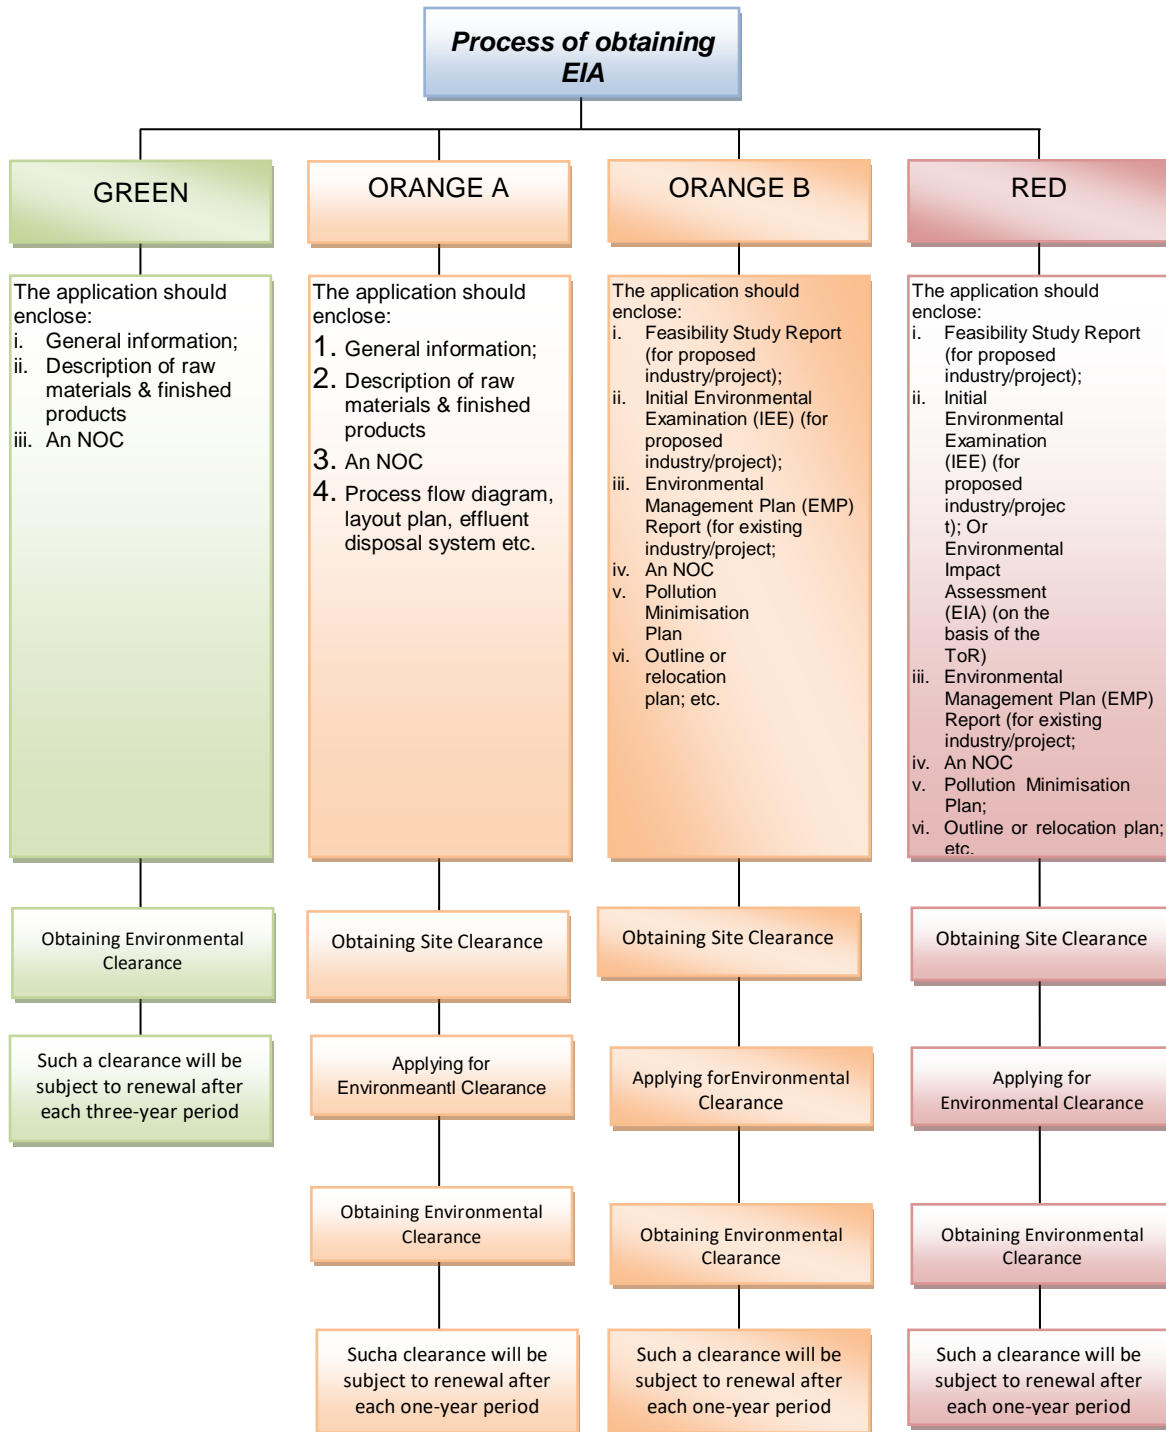 Process of obtaining
EIA
GREEN
The application should
enclose:
i. General information;
ii. Description of raw
materials & finished
products
iii. An NOC
Obtaining Environmental
Clearance
Such a clearance will be
subject to renewal after
each three-year period
ORANGE A
The application should
enclose:
1. General information;
2. Description of raw
materials & finished
products
3. An NOC
4. Process flow diagram,
layout plan, effluent
disposal system etc.
Obtaining Site Clearance
Applying for
Environmeantl Clearance
Obtaining Environmental
Clearance
Sucha clearance will be
subject to renewal after
each one-year period
ORANGE B
The application should
enclose:
i. Feasibility Study Report
(for proposed
industry/project);
ii. Initial Environmental
Examination (IEE) (for
proposed
industry/project);
iii. Environmental
Management Plan (EMP)
Report (for existing
industry/project;
iv. An NOC
v. Pollution
Minimisation
Plan
vi. Outline or
relocation
plan; etc.
Obtaining Site Clearance
Applying forEnvironmental
Clearance
Obtaining Environmental
Clearance
Such a clearance will be
subject to renewal after
each one-year period
RED
The application should
enclose:
i. Feasibility Study Report
(for proposed
industry/project);
ii. Initial
Environmental
Examination
(IEE) (for
proposed
industry/projec
t); Or
Environmental
Impact
Assessment
(EIA) (on the
basis of the
ToR)
iii. Environmental
Management Plan (EMP)
Report (for existing
industry/project;
iv. An NOC
v. Pollution Minimisation
Plan;
vi. Outline or relocation plan;
etc.
Obtaining Site Clearance
Applying for
Environmental Clearance
Obtaining Environmental
Clearance
Such a clearance will be
subject to renewal after
each one-year period